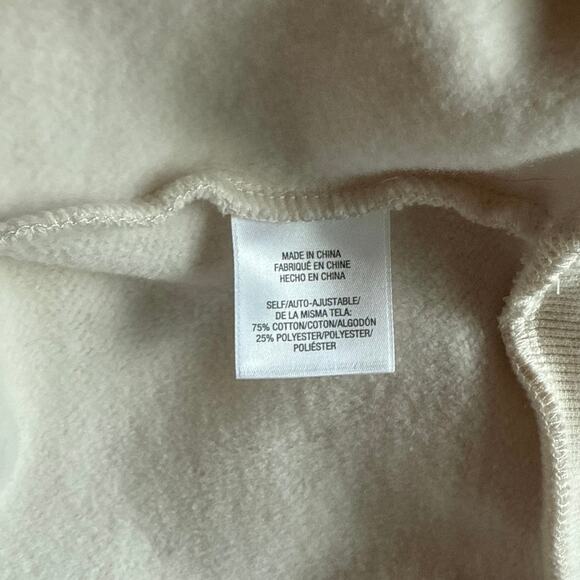 MADE IN CHINA
FABRIQUÉ EN CHINE
HECHO EN CHINA
SELF/AUTO-AJUSTABLE/
DE LA MISMA TELA:
75% COTTON/COTON/ALGODÓN
25% POLYESTER/POLYESTER/
POLIÉSTER